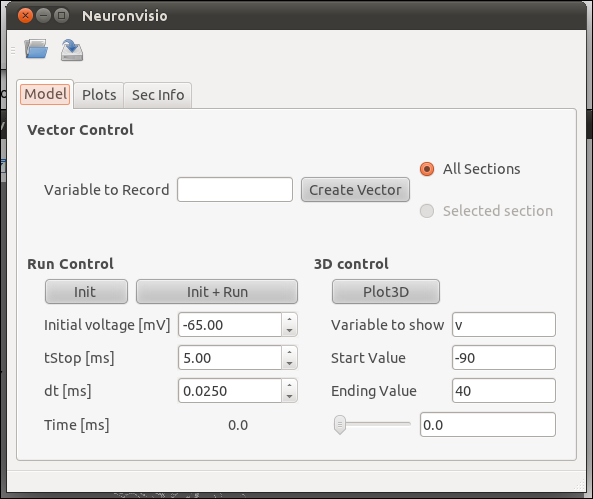 Neuronvisio
Model Plots Sec Info
Vector Control
All Sections
Variable to Record Create Vector
Selected section
Run Control 3D control
Init Init + Run Plot3D
Initial voltage [mV] -65.00 Variable to show v
tStop [ms] 5.00 Start Value -90
dt [ms] 0.0250 Ending Value 40
Time [ms] 0.0 0.0